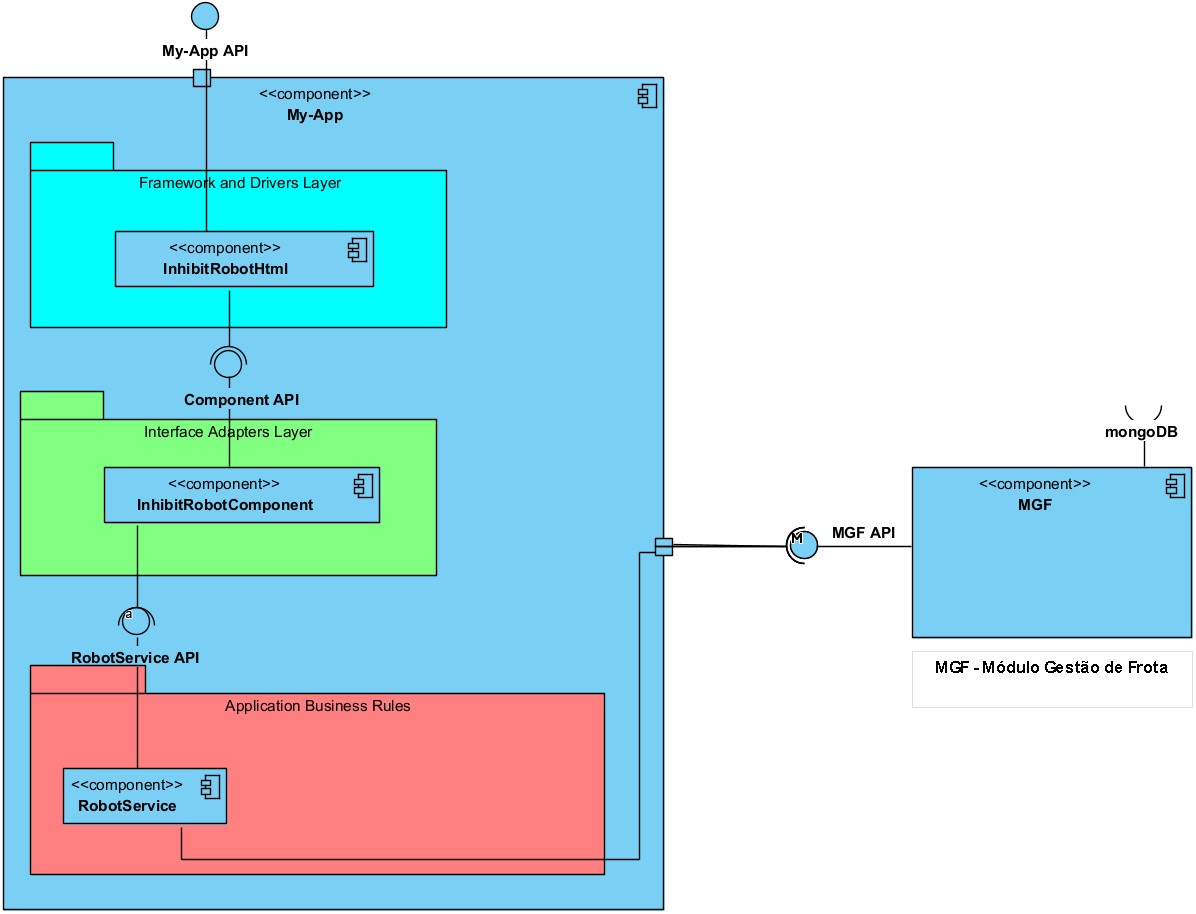 My-App API
<<component>>
My-App
Framework and Drivers Layer
<<component>>
InhibitRobotHtml
Component API
Interface Adapters Layer
<<component>>
InhibitRobotComponent
a
RobotService API
Application Business Rules
<<component>>
RobotService
M
MGF API
mongoDB
<<component>>
MGF
MGF - Módulo Gestão de Frota